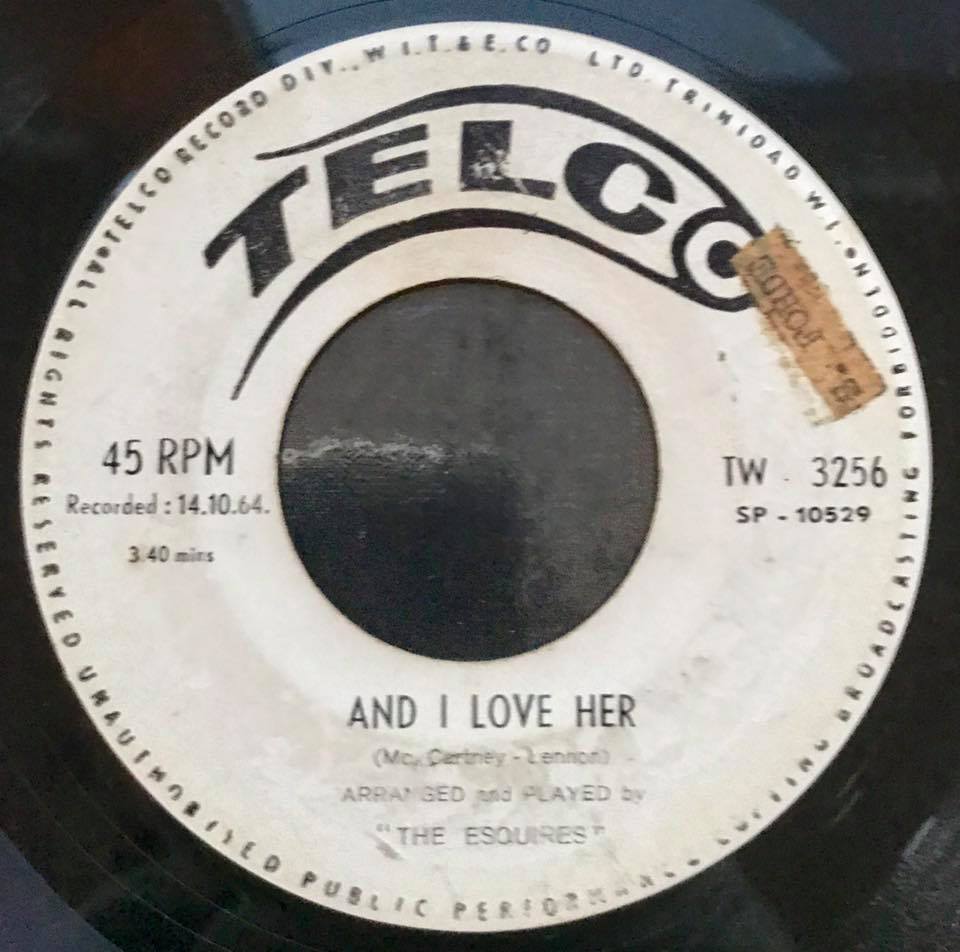 TELCO RECORD DIV., W.I.T. & E. CO LTD. TRINIDAD W.I.
ALL RIGHTS RESERVED UNAUTHORISED PUBLIC PERFORMANCE COPYING BROADCASTING FORBIDDEN
TELCO
45 RPM
Recorded : 14.10.64.
3.40 mins
TW - 3256
SP - 10529
AND I LOVE HER
(Mc. Cartney - Lennon)
ARRANGED and PLAYED by
"THE ESQUIRES"